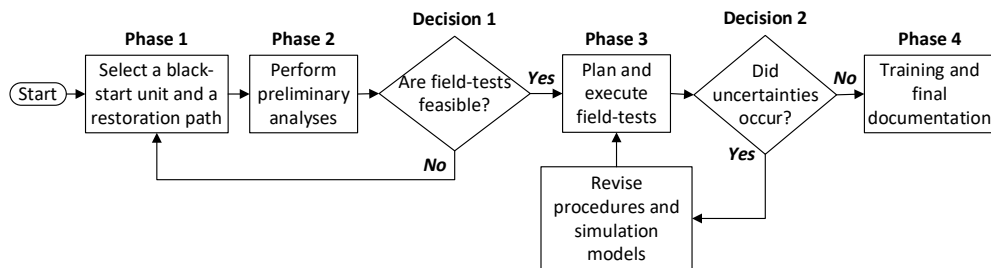 Start
Phase 1
Select a black-
start unit and a
restoration path
Phase 2
Perform
preliminary
analyses
Decision 1
Are field-tests
feasible?
Yes
No
Phase 3
Plan and
execute
field-tests
Decision 2
Did
uncertainties
occur?
No
Yes
Revise
procedures and
simulation
models
Phase 4
Training and
final
documentation